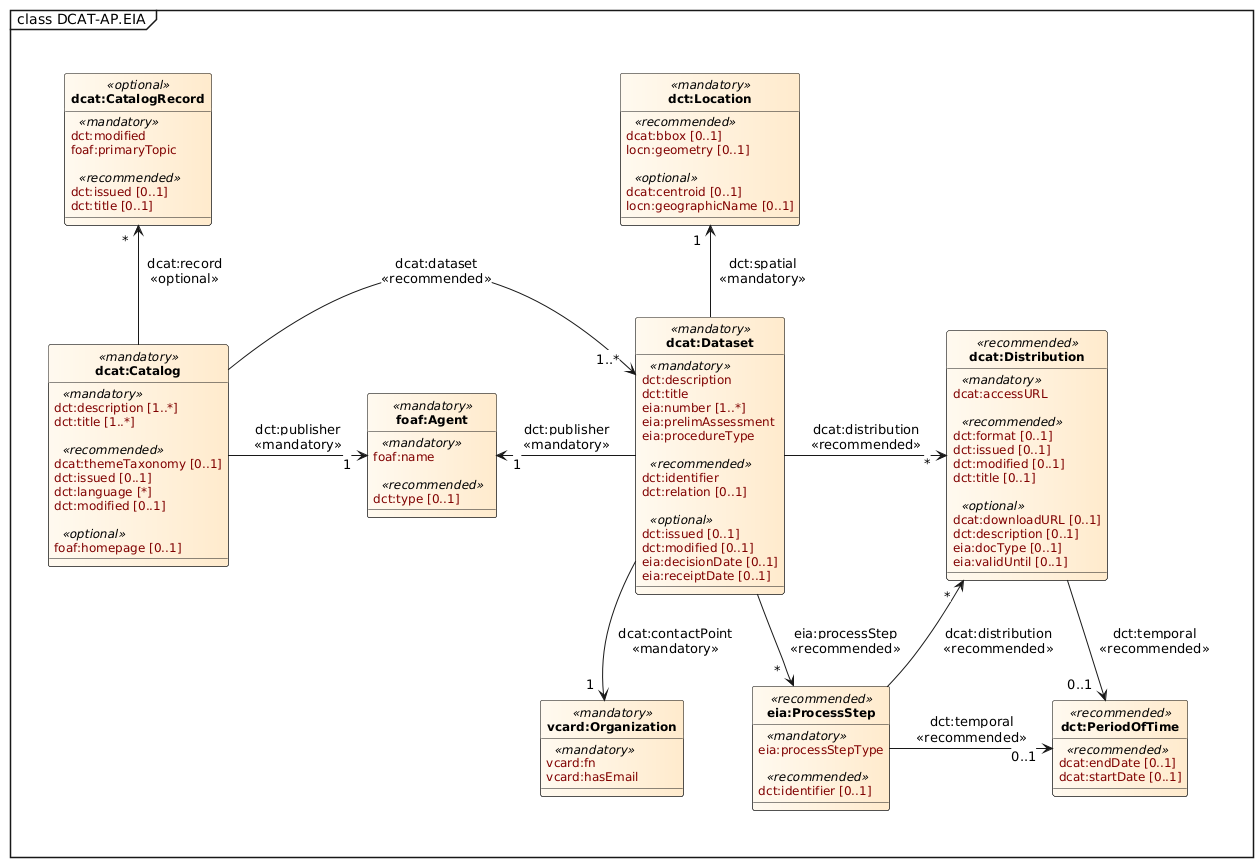 class DCAT-AP.EIA
«optional»
dcat:CatalogRecord
«mandatory»
dct:modified
foaf:primaryTopic
«recommended»
dct:issued [0..1]
dct:title [0..1]
«mandatory»
dct:Location
«recommended»
dcat:bbox [0..1]
locn:geometry [0..1]
«optional»
dcat:centroid [0..1]
locn:geographicName [0..1]
*
dcat:record
«optional»
dcat:dataset
«recommended»
1..*
1
dct:spatial
«mandatory»
«mandatory»
dcat:Catalog
«mandatory»
dct:description [1..*]
dct:title [1..*]
«recommended»
dcat:themeTaxonomy [0..1]
dct:issued [0..1]
dct:language [*]
dct:modified [0..1]
«optional»
foaf:homepage [0..1]
dct:publisher
«mandatory»
1
«mandatory»
foaf:Agent
«mandatory»
foaf:name
«recommended»
dct:type [0..1]
dct:publisher
«mandatory»
1
«mandatory»
dcat:Dataset
«mandatory»
dct:description
dct:title
eia:number [1..*]
eia:prelimAssessment
eia:procedureType
«recommended»
dct:identifier
dct:relation [0..1]
«optional»
dct:issued [0..1]
dct:modified [0..1]
eia:decisionDate [0..1]
eia:receiptDate [0..1]
dcat:distribution
«recommended»
*
«recommended»
dcat:Distribution
«mandatory»
dcat:accessURL
«recommended»
dct:format [0..1]
dct:issued [0..1]
dct:modified [0..1]
dct:title [0..1]
«optional»
dcat:downloadURL [0..1]
dct:description [0..1]
eia:docType [0..1]
eia:validUntil [0..1]
dcat:contactPoint
«mandatory»
1
eia:processStep
«recommended»
*
dcat:distribution
«recommended»
*
dct:temporal
«recommended»
0..1
«mandatory»
vcard:Organization
«mandatory»
vcard:fn
vcard:hasEmail
«recommended»
eia:ProcessStep
«mandatory»
eia:processStepType
«recommended»
dct:identifier [0..1]
dct:temporal
«recommended»
0..1
«recommended»
dct:PeriodOfTime
«recommended»
dcat:endDate [0..1]
dcat:startDate [0..1]